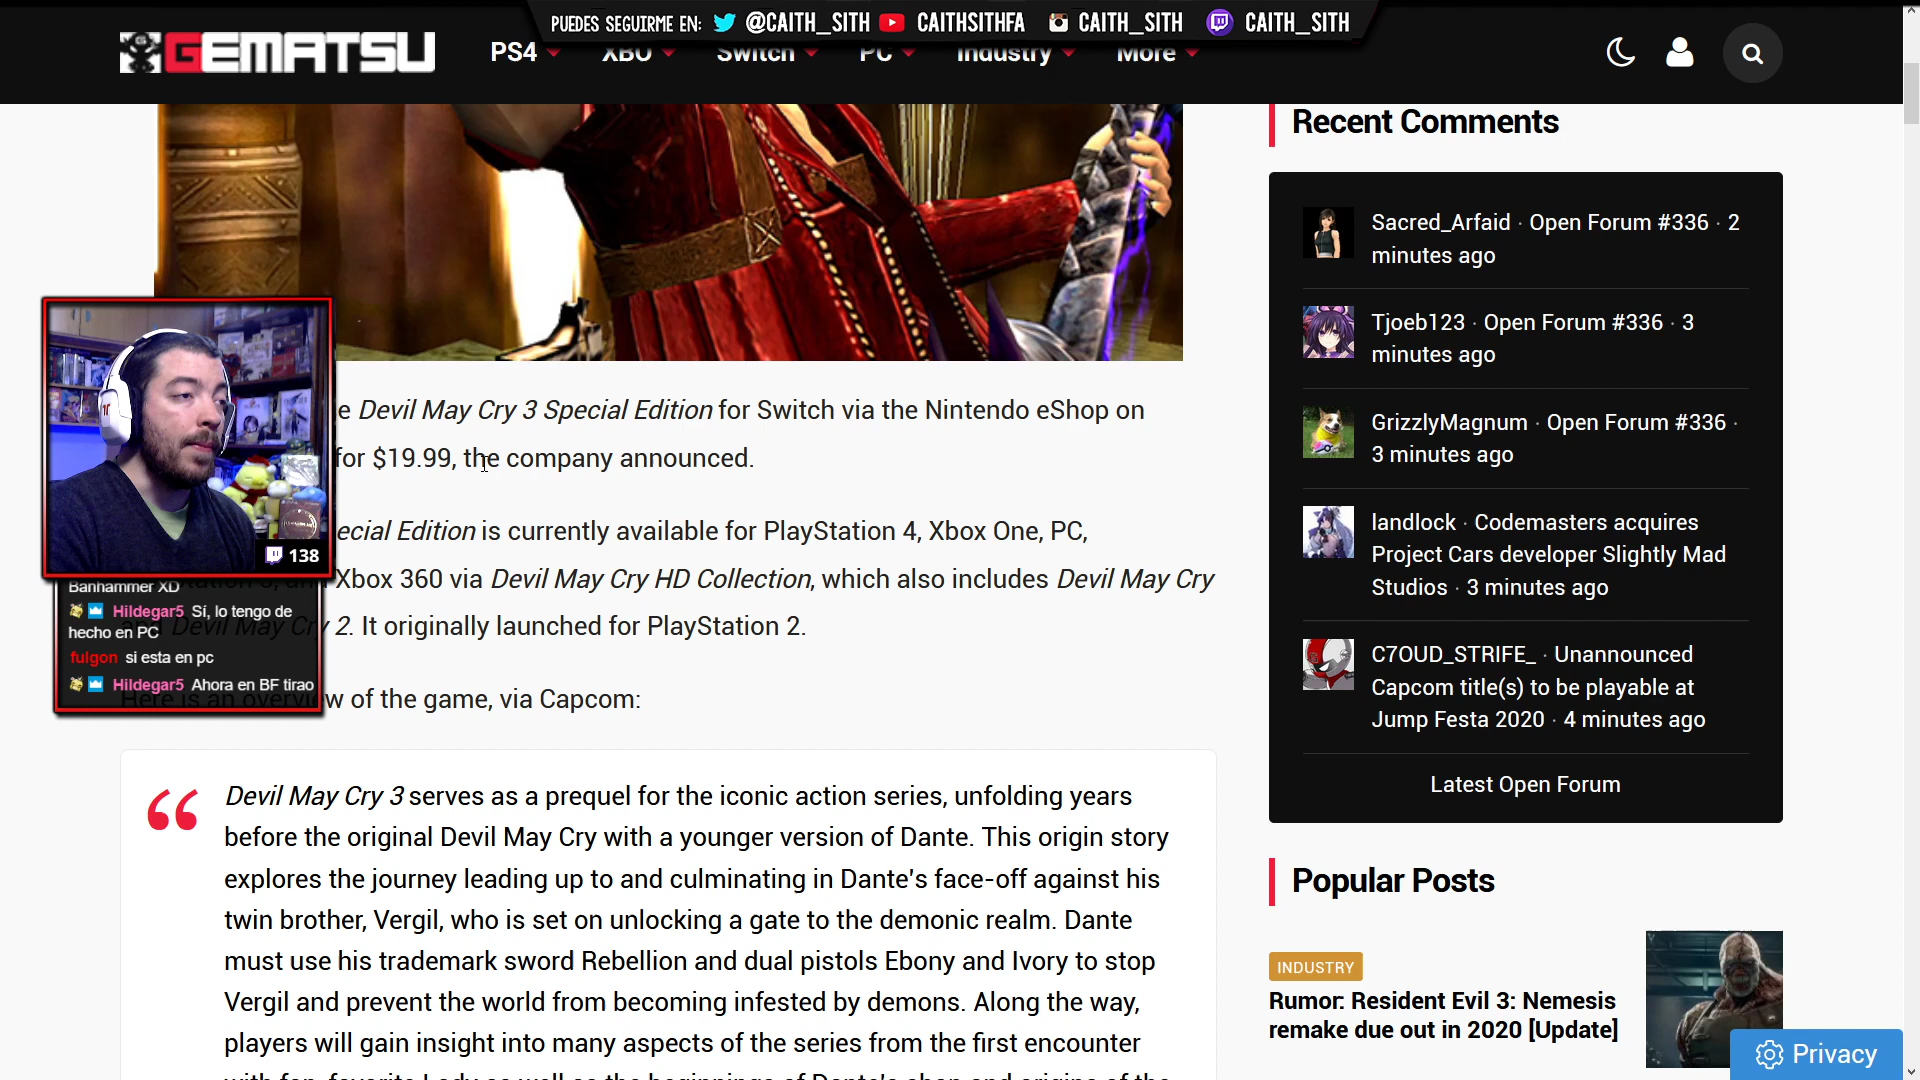 PUEDES SEGUIRME EN: @CAITH_SITH CAITHSITHFA CAITH_SITH CAITH_SITH
GEMATSU
PS4 XBO Switch PC Industry More
e Devil May Cry 3 Special Edition for Switch via the Nintendo eShop on
for $19.99, the company announced.
ecial Edition is currently available for PlayStation 4, Xbox One, PC,
Xbox 360 via Devil May Cry HD Collection, which also includes Devil May Cry
and Devil May Cry 2. It originally launched for PlayStation 2.
Here is an overview of the game, via Capcom:
138
Banhammer XD
Hildegar5 Sí, lo tengo de
hecho en PC
fulgon si esta en pc
Hildegar5 Ahora en BF tirao
“ Devil May Cry 3 serves as a prequel for the iconic action series, unfolding years
before the original Devil May Cry with a younger version of Dante. This origin story
explores the journey leading up to and culminating in Dante's face-off against his
twin brother, Vergil, who is set on unlocking a gate to the demonic realm. Dante
must use his trademark sword Rebellion and dual pistols Ebony and Ivory to stop
Vergil and prevent the world from becoming infested by demons. Along the way,
players will gain insight into many aspects of the series from the first encounter
Recent Comments
Sacred_Arfaid · Open Forum #336 · 2
minutes ago
Tjoeb123 · Open Forum #336 · 3
minutes ago
GrizzlyMagnum · Open Forum #336 ·
3 minutes ago
landlock · Codemasters acquires
Project Cars developer Slightly Mad
Studios · 3 minutes ago
C7OUD_STRIFE_ · Unannounced
Capcom title(s) to be playable at
Jump Festa 2020 · 4 minutes ago
Latest Open Forum
Popular Posts
INDUSTRY
Rumor: Resident Evil 3: Nemesis
remake due out in 2020 [Update]
Privacy